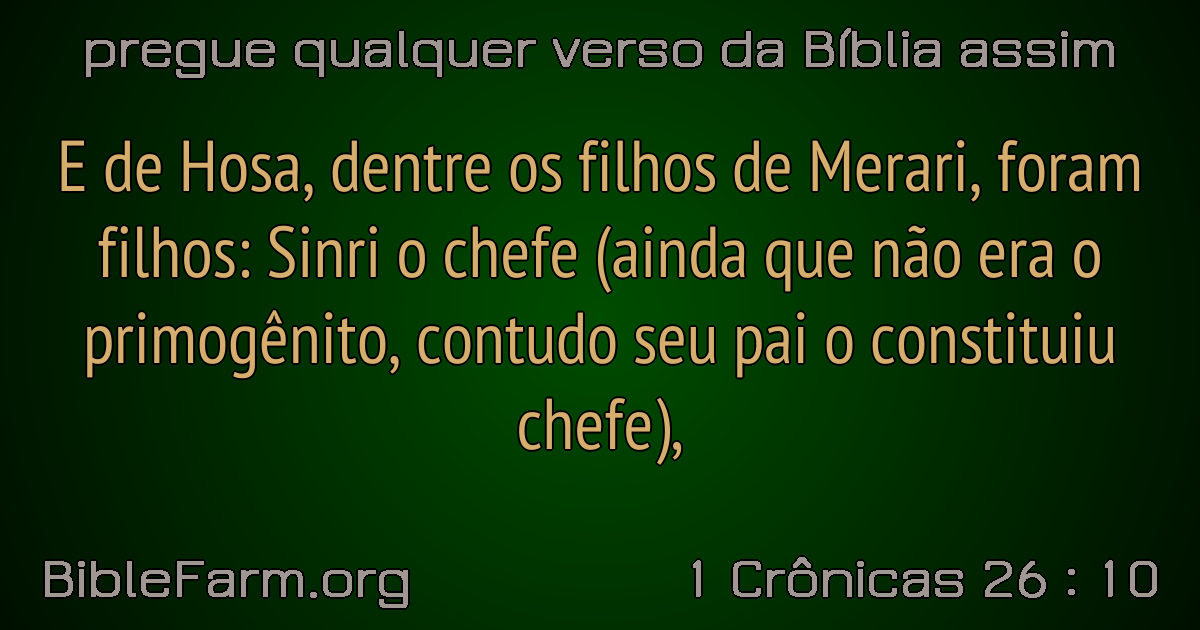 pregue qualquer verso da Bíblia assim
E de Hosa, dentre os filhos de Merari, foram
filhos: Sinri o chefe (ainda que não era o
primogênito, contudo seu pai o constituiu
chefe),
BibleFarm.org
1 Crônicas 26 : 10